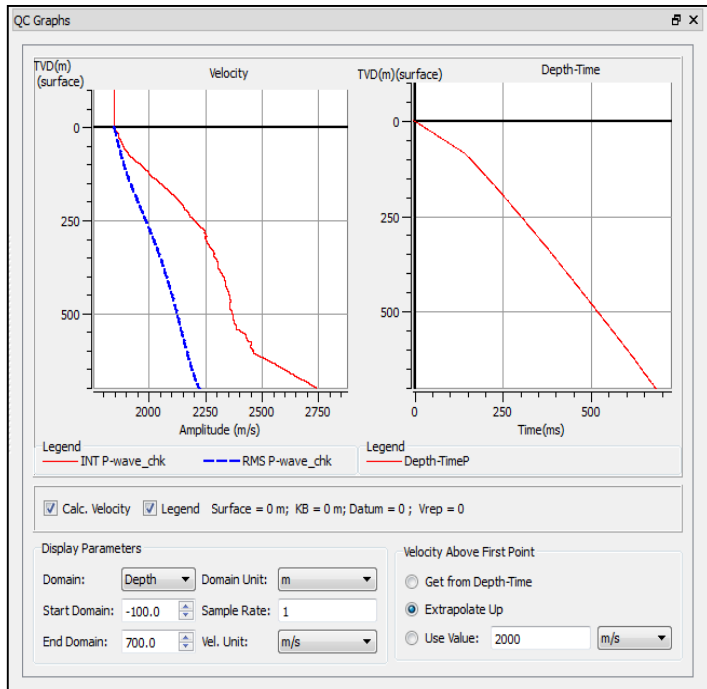 QC Graphs
TVD(m)
(surface)
Velocity
0
250
500
2000 2250 2500 2750
Amplitude (m/s)
Legend
INT P-wave_chk RMS P-wave_chk
TVD(m)(surface)
Depth-Time
0
250
500
0 500
Time(ms)
Legend
Depth-TimeP
Calc. Velocity Legend Surface = 0 m; KB = 0 m; Datum = 0 ; Vrep = 0
Display Parameters
Domain: Depth Domain Unit: m
Start Domain: -100.0 Sample Rate: 1
End Domain: 700.0 Vel. Unit: m/s
Velocity Above First Point
Get from Depth-Time
Extrapolate Up
Use Value: 2000 m/s